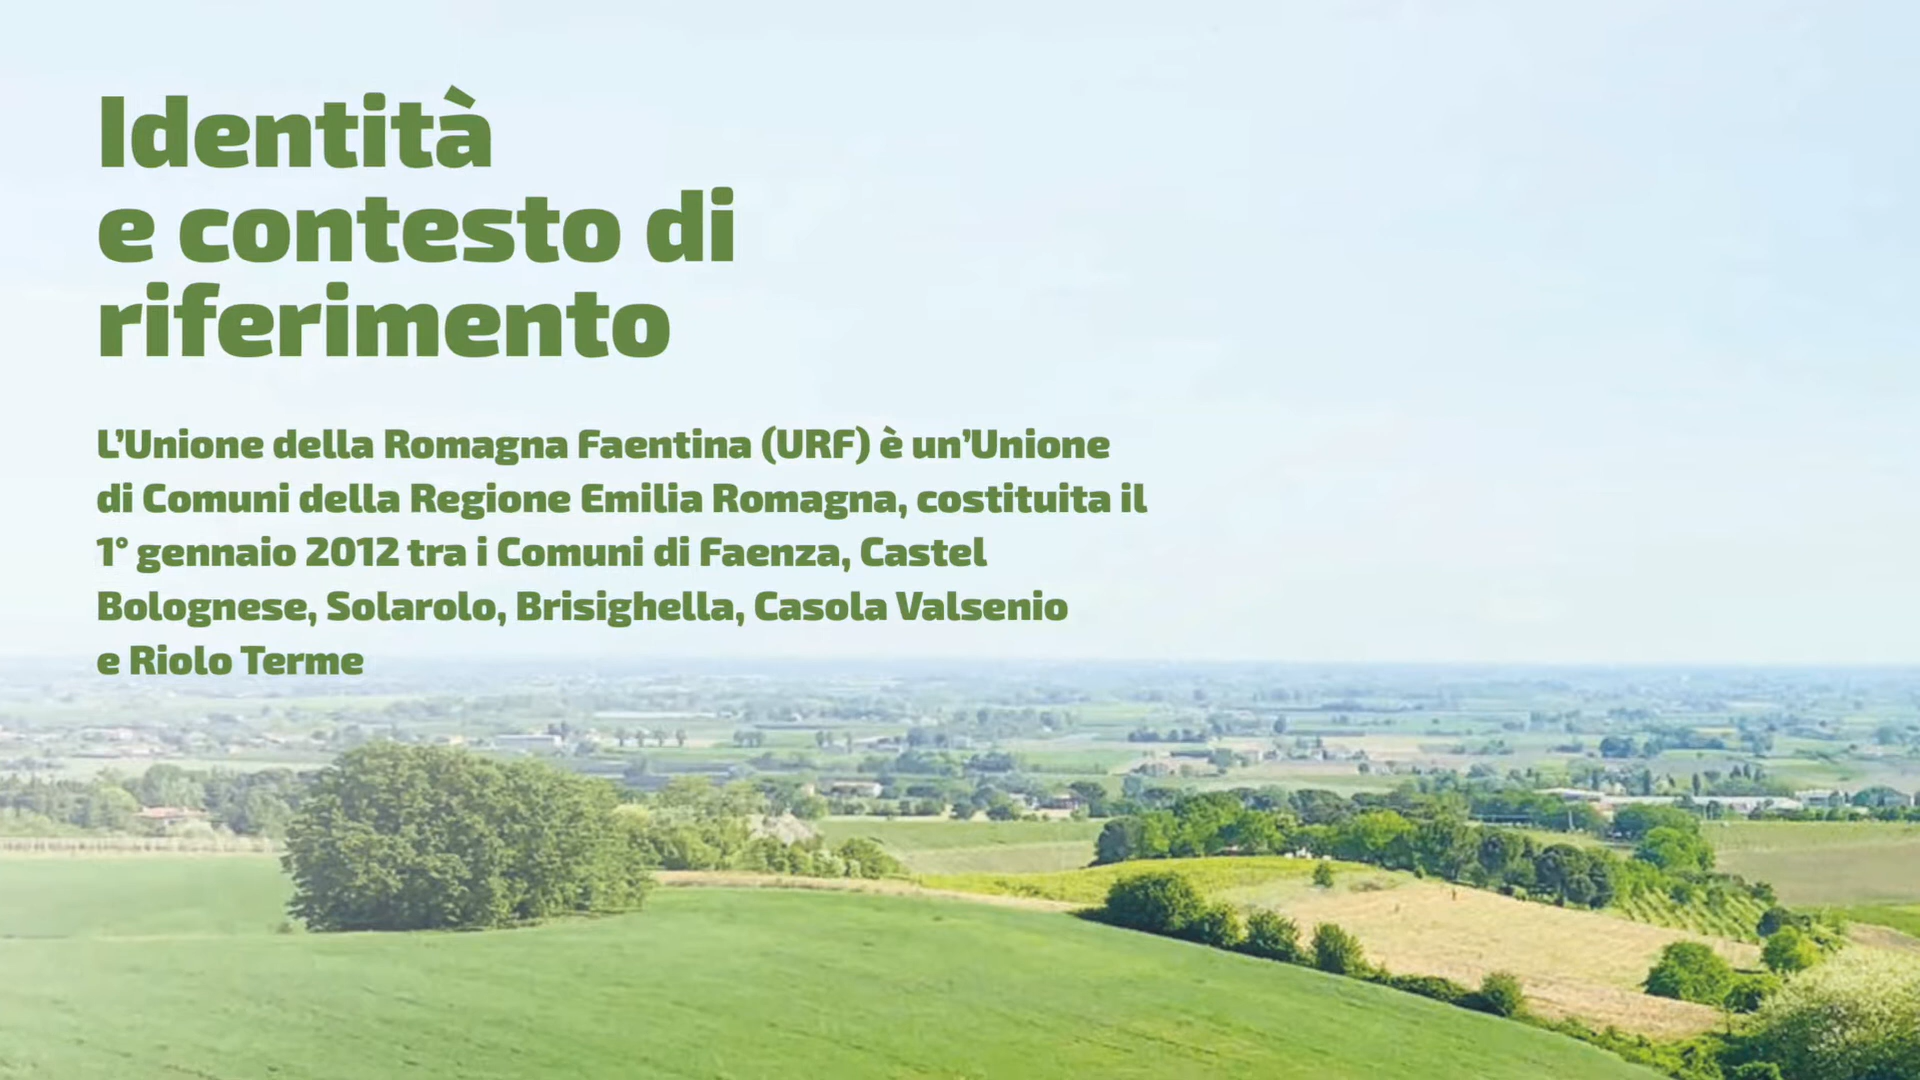 Identità
e contesto di
riferimento
L’Unione della Romagna Faentina (URF) è un’Unione
di Comuni della Regione Emilia Romagna, costituita il
1° gennaio 2012 tra i Comuni di Faenza, Castel
Bolognese, Solarolo, Brisighella, Casola Valsenio
e Riolo Terme